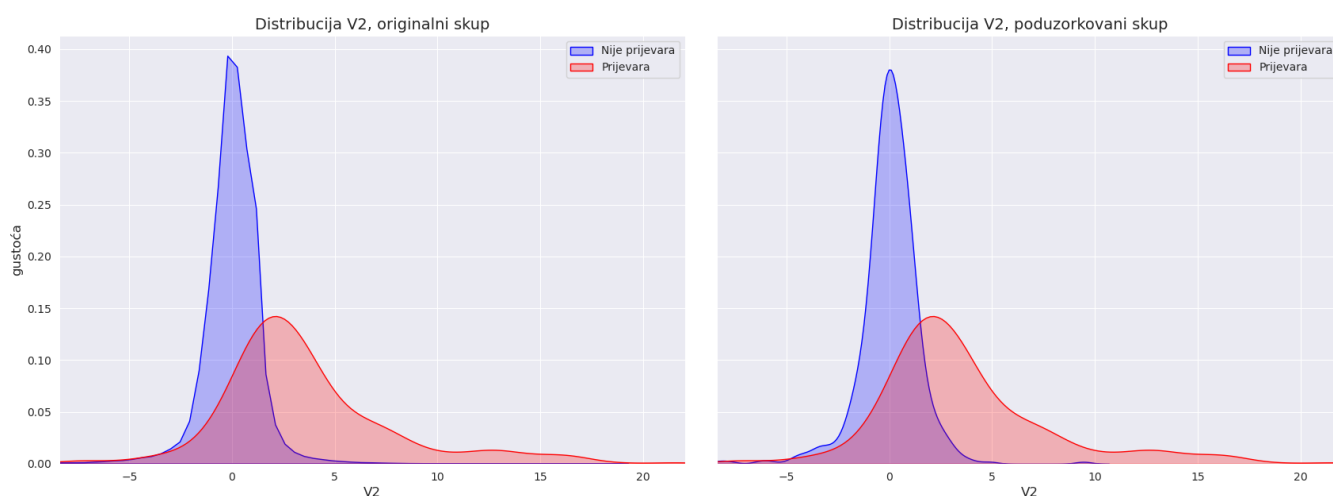 Distribucija V2, originalni skup
Nije prijevara
Prijevara
0.40
0.35
0.30
0.25
0.20
0.15
0.10
0.05
0.00
gustoća
−5
0
5
10
15
20
V2
Distribucija V2, poduzorkovani skup
Nije prijevara
Prijevara
−5
0
5
10
15
20
V2